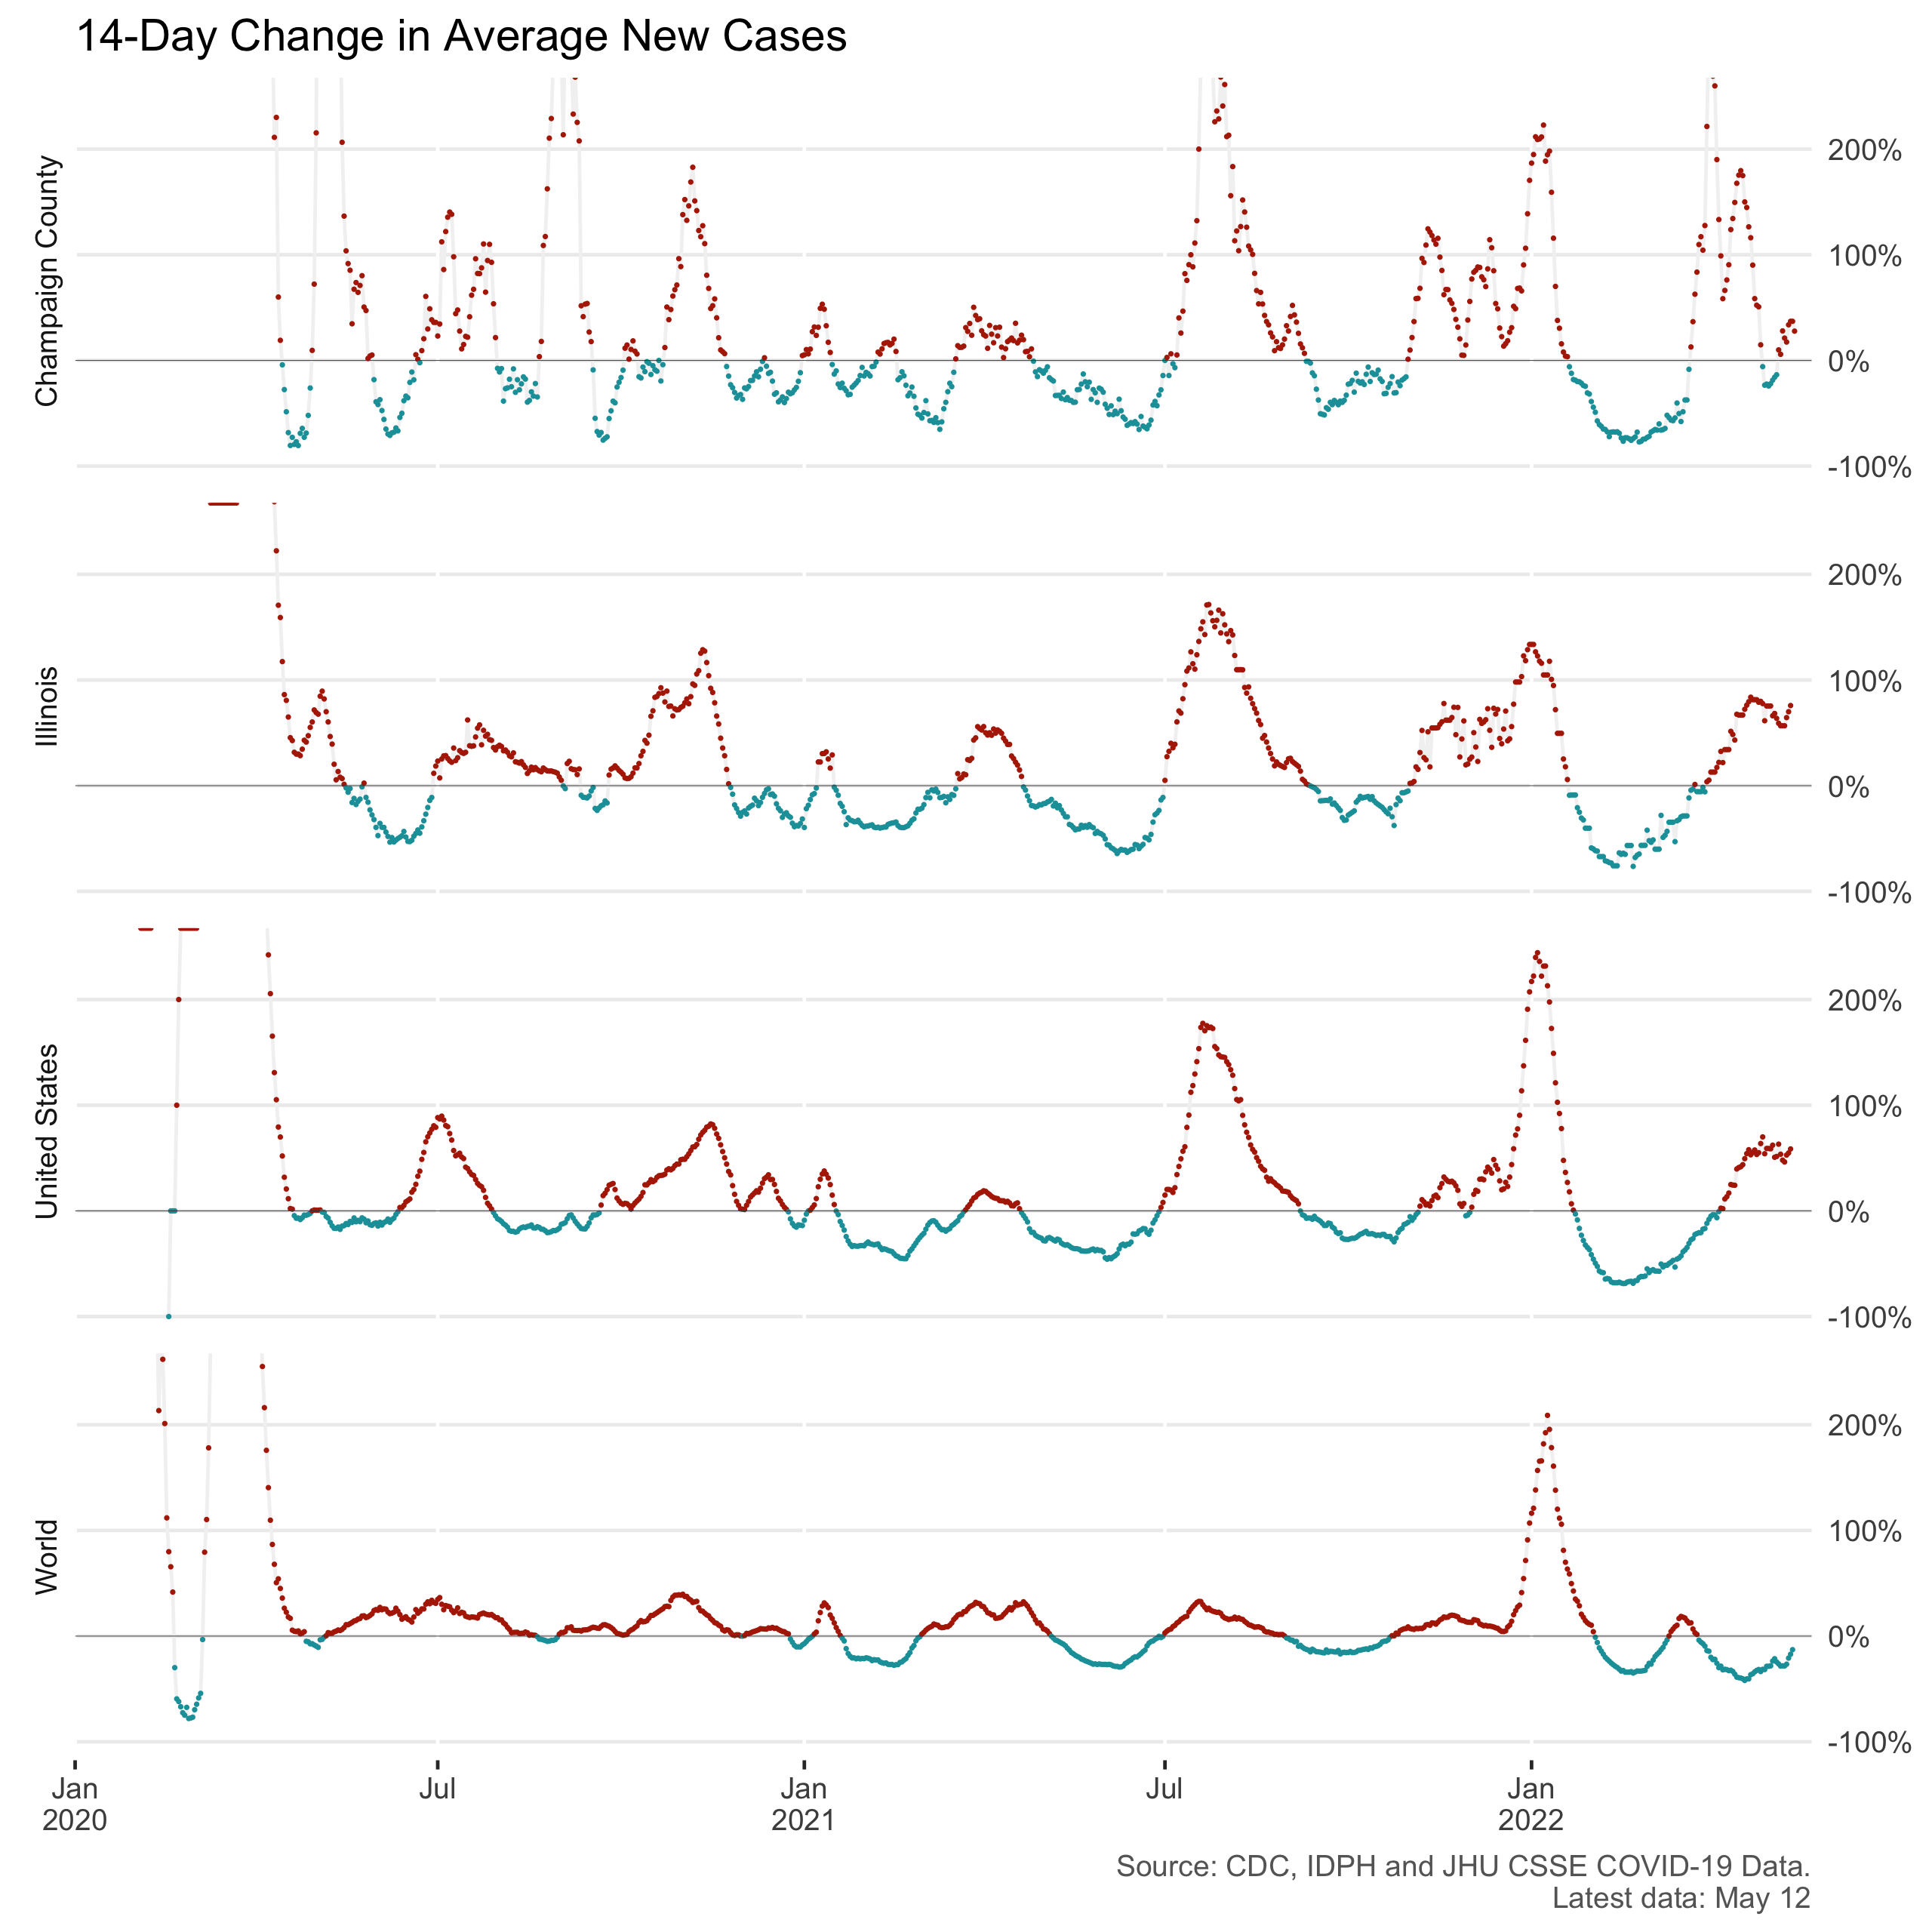 14-Day Change in Average New Cases
Champaign County
200%
100%
0%
-100%
Illinois
200%
100%
0%
-100%
United States
200%
100%
0%
-100%
World
200%
100%
0%
-100%
Jan
2020
Jul
Jan
2021
Jul
Jan
2022
Source: CDC, IDPH and JHU CSSE COVID-19 Data.
Latest data: May 12